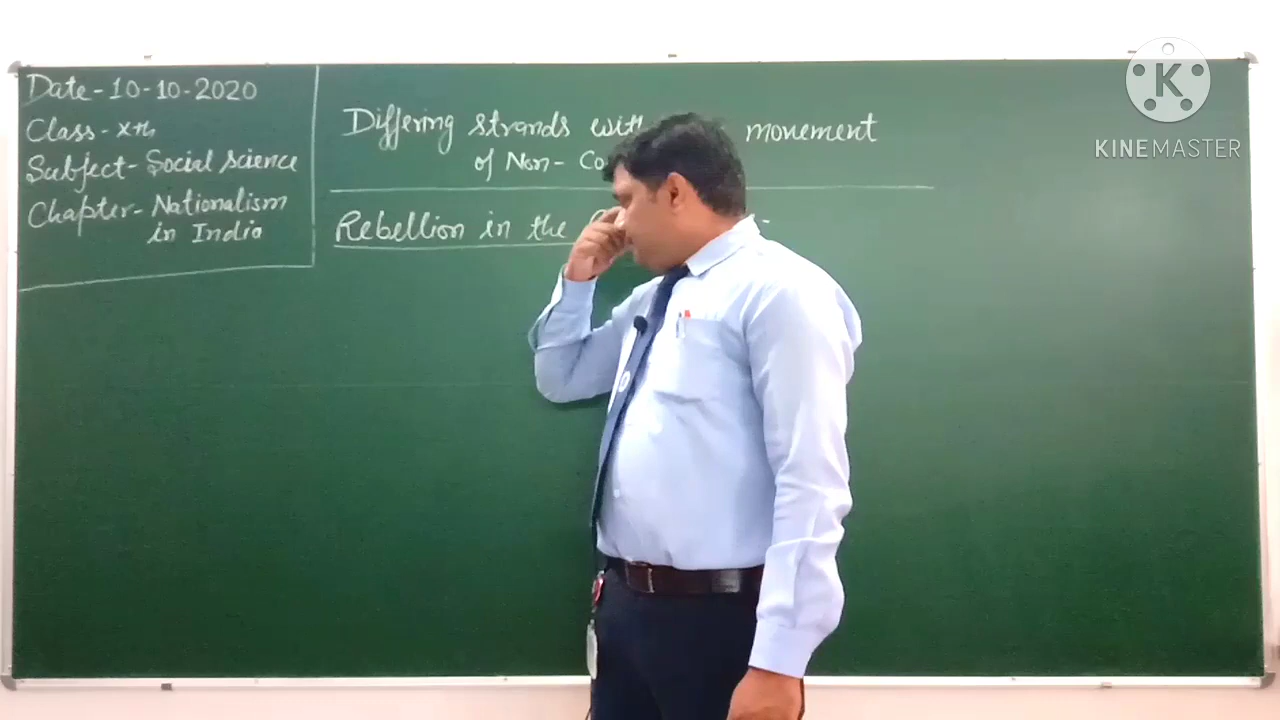 Date-10-10-2020
Class-Xth
Subject-Social science
Chapter-Nationalism
in India
Differing strands movement
of Non-
Rebellion in the
K
KINEMASTER